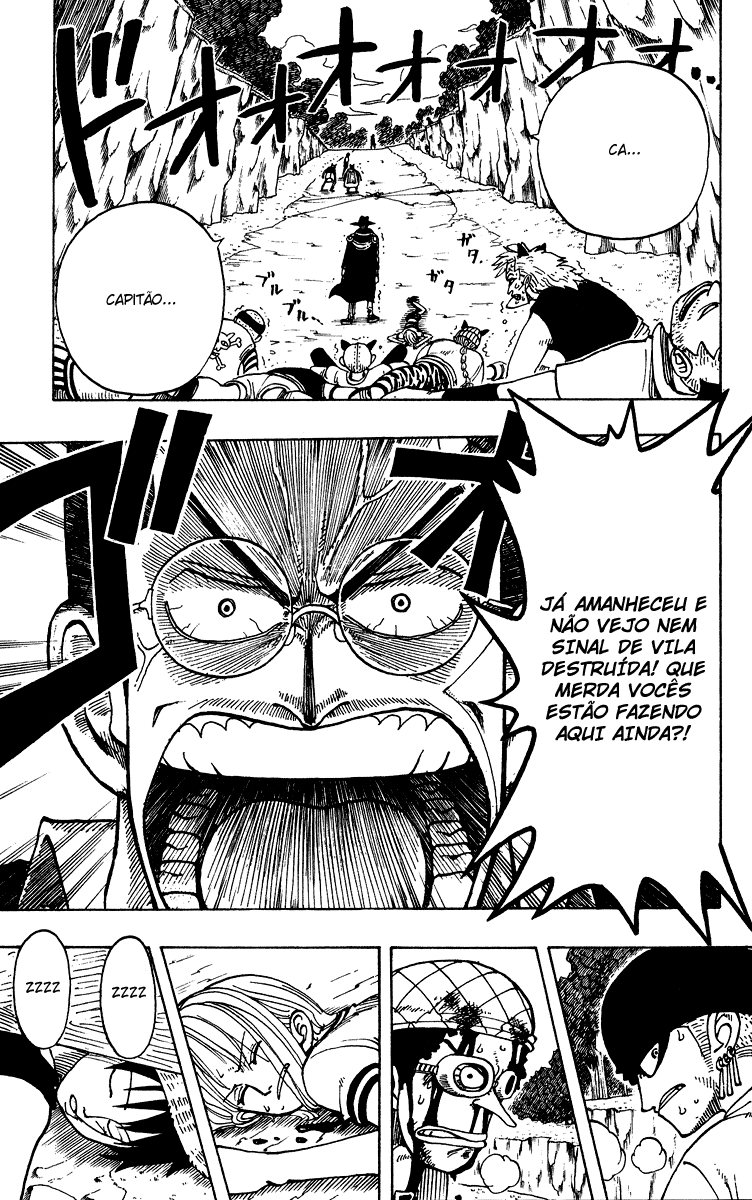 ドオオオオオオ...
CA...
CAPITÃO...
ガタ
ガタ
ブル
ブル
JÁ AMANHECEU E
NÃO VEJO NEM
SINAL DE VILA
DESTRUÍDA! QUE
MERDA VOCÊS
ESTÃO FAZENDO
AQUI AINDA?!
ZZZZ
ZZZZ